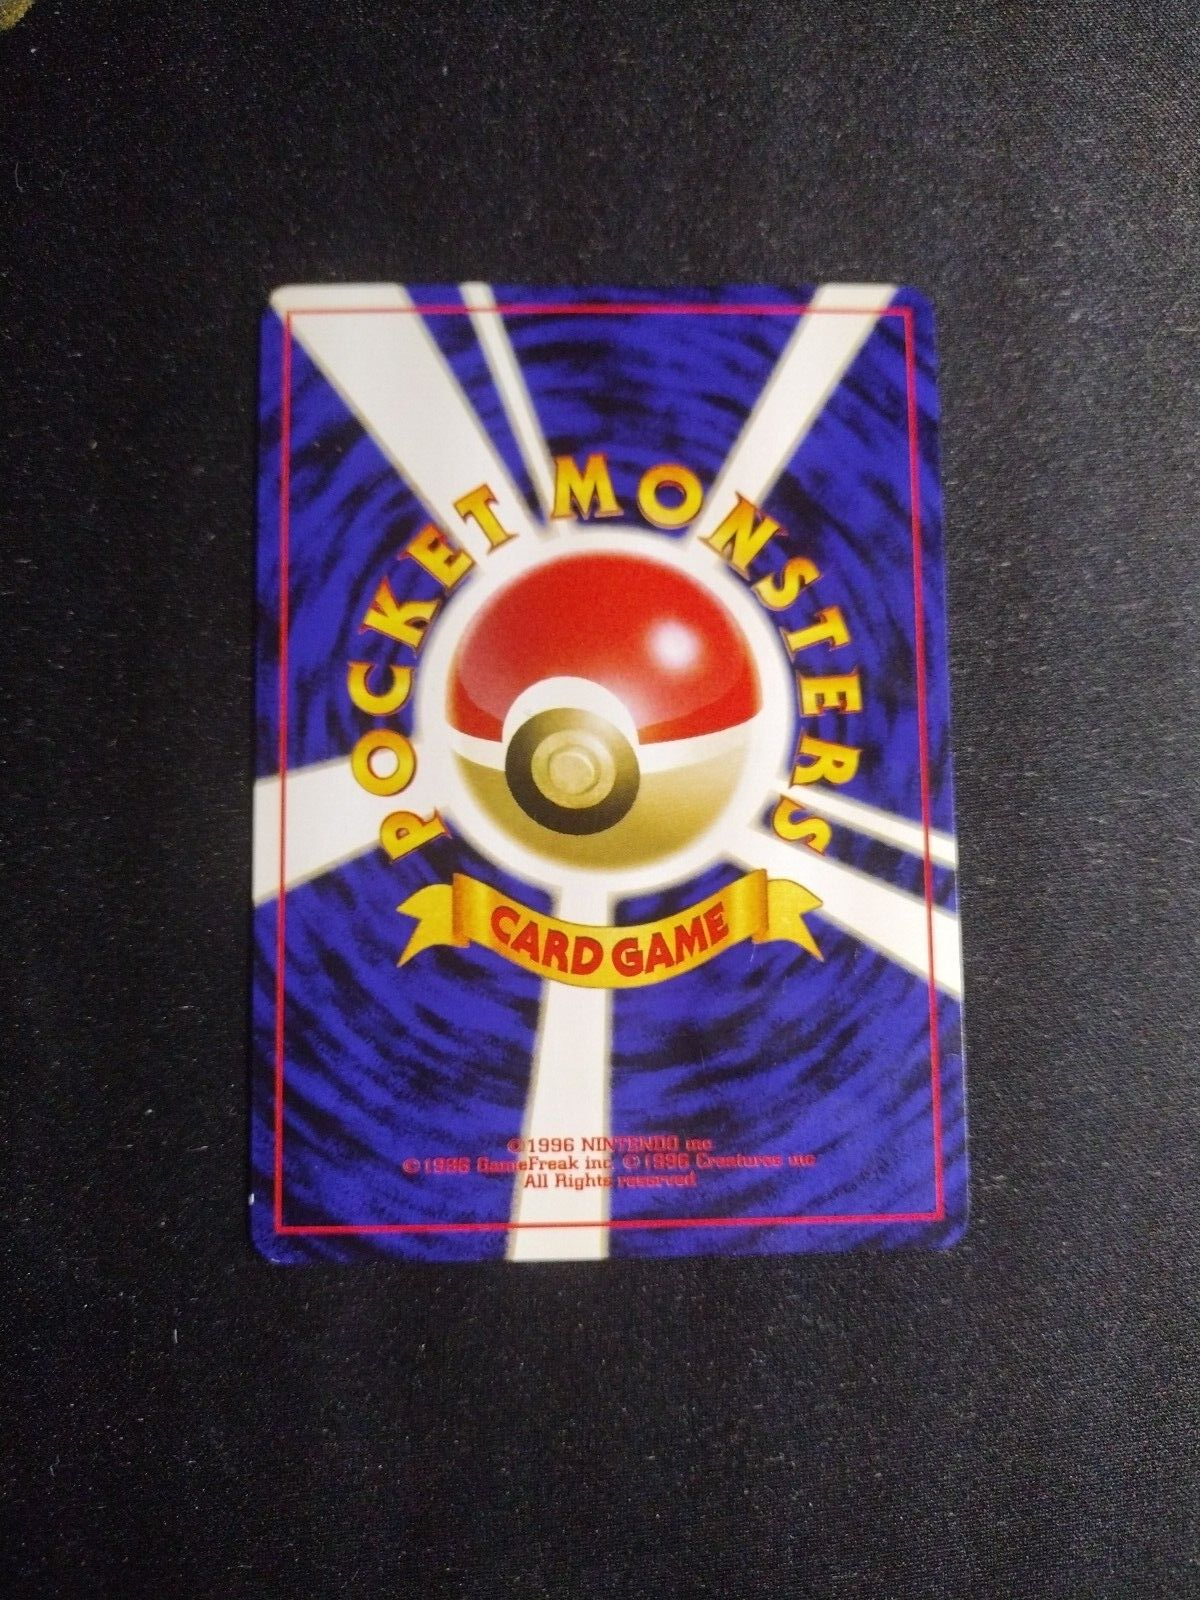 POCKET MONSTERS
CARD GAME
©1996 NINTENDO inc
©1996 GameFreak inc ©1996 Creatures inc
All Rights reserved